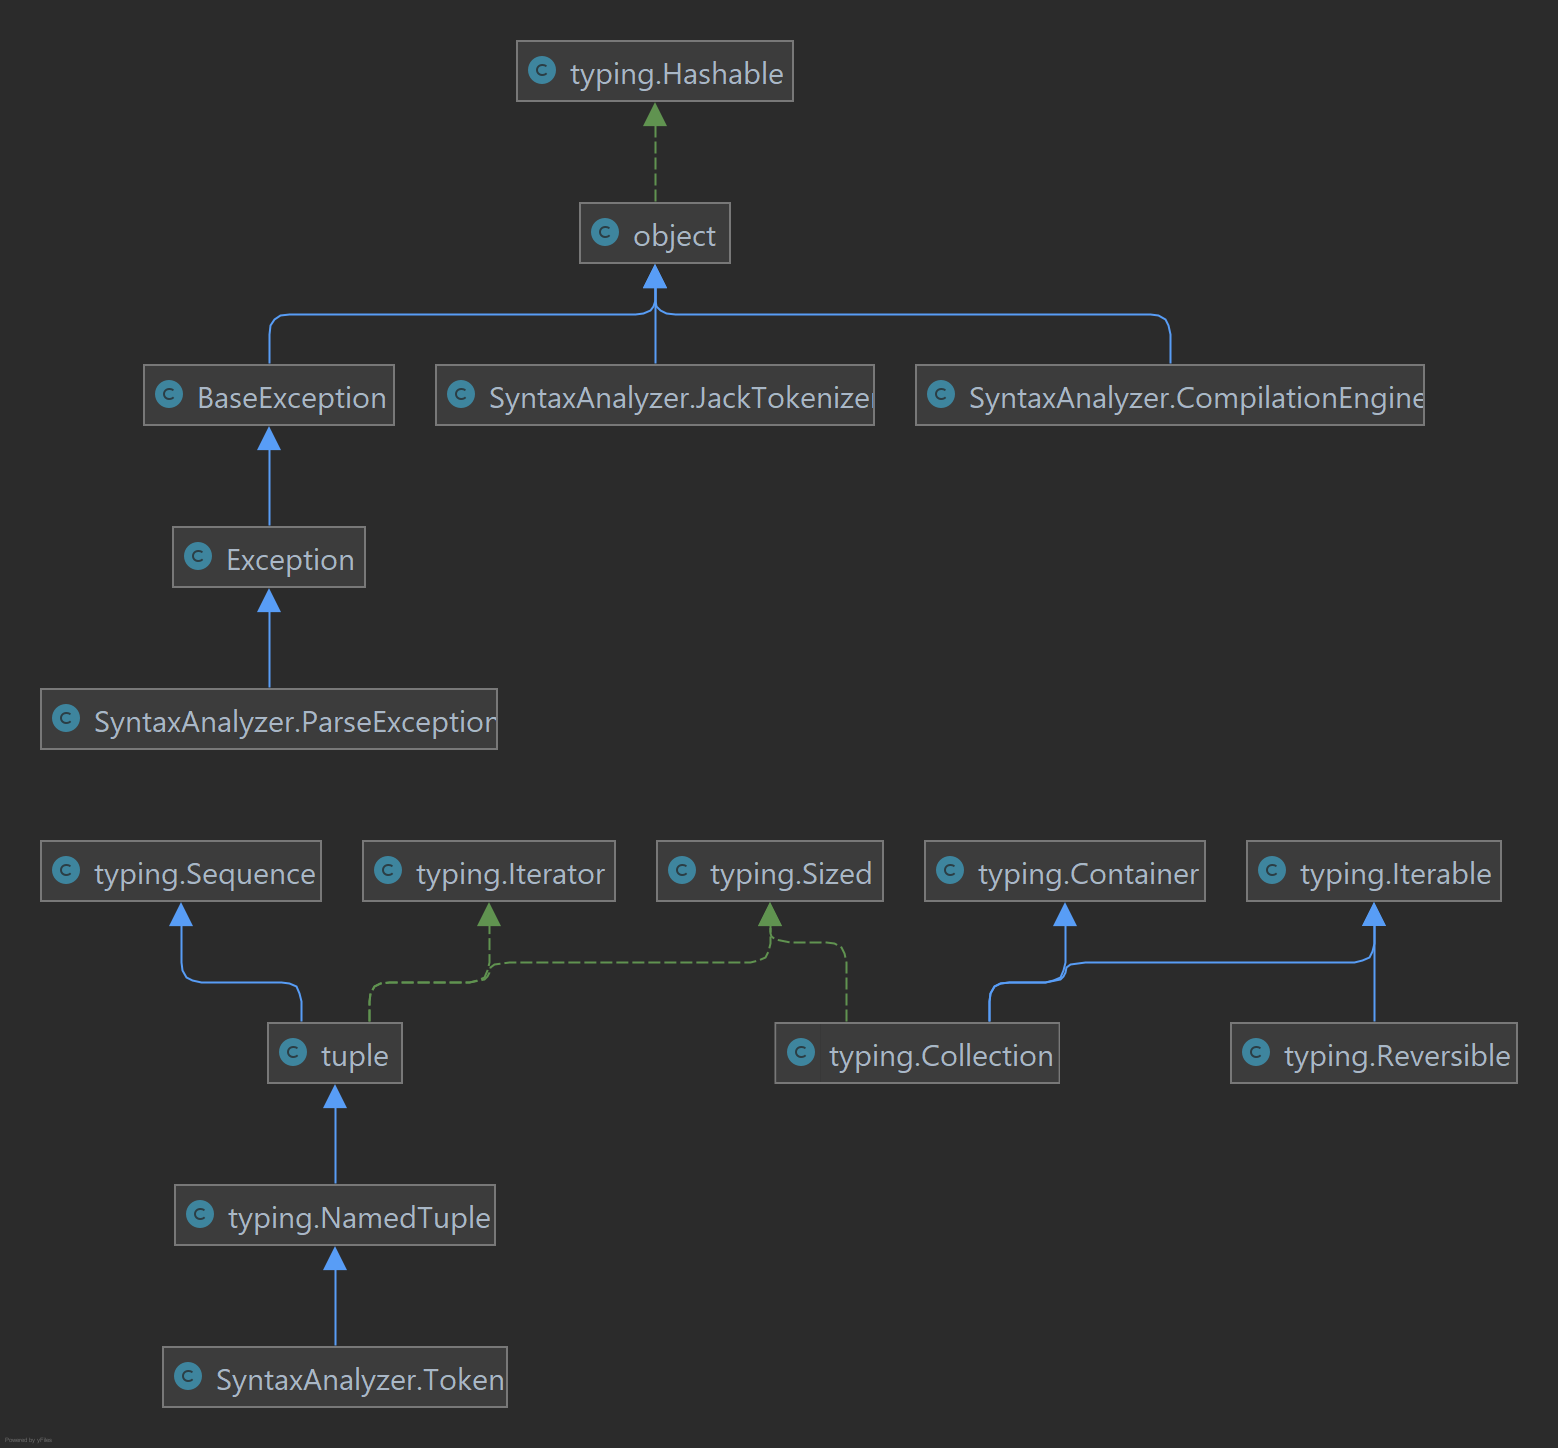 typing.Hashable
object
BaseException
SyntaxAnalyzer.JackTokenizer
SyntaxAnalyzer.CompilationEngine
Exception
SyntaxAnalyzer.ParseException
typing.Sequence
typing.Iterator
typing.Sized
typing.Container
typing.Iterable
tuple
typing.Collection
typing.Reversible
typing.NamedTuple
SyntaxAnalyzer.Token
Powered by yFiles